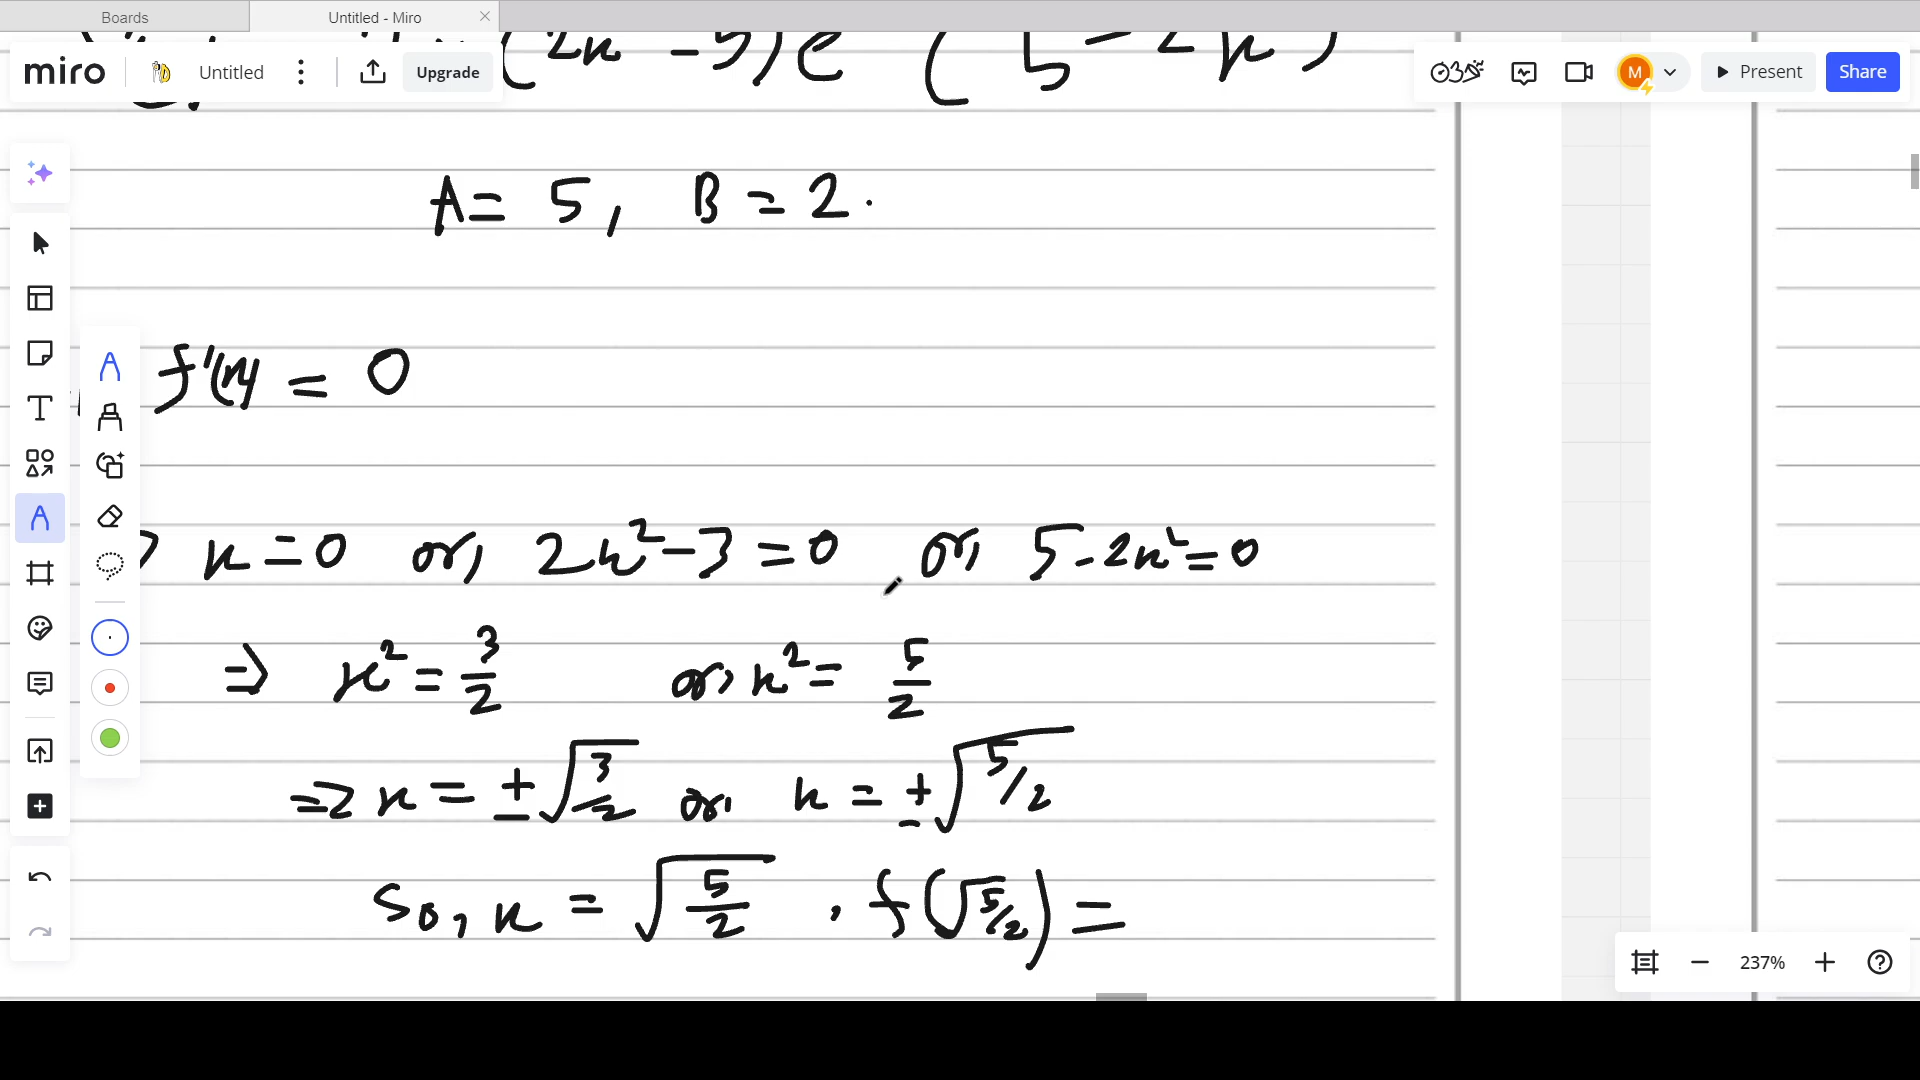 Boards
Untitled - Miro
miro
Untitled
Upgrade
M
Present
Share
(2x - 5)e (5 - 2x)
A = 5, B = 2.
f'(x) = 0
x = 0 or, 2x² - 3 = 0 or, 5 - 2x² = 0
⇒ x² = 3/2 or, x² = 5/2
⇒ x = ±√(3/2) or, x = ±√(5/2)
So, x = √(5/2) , f(√(5/2)) =
237%